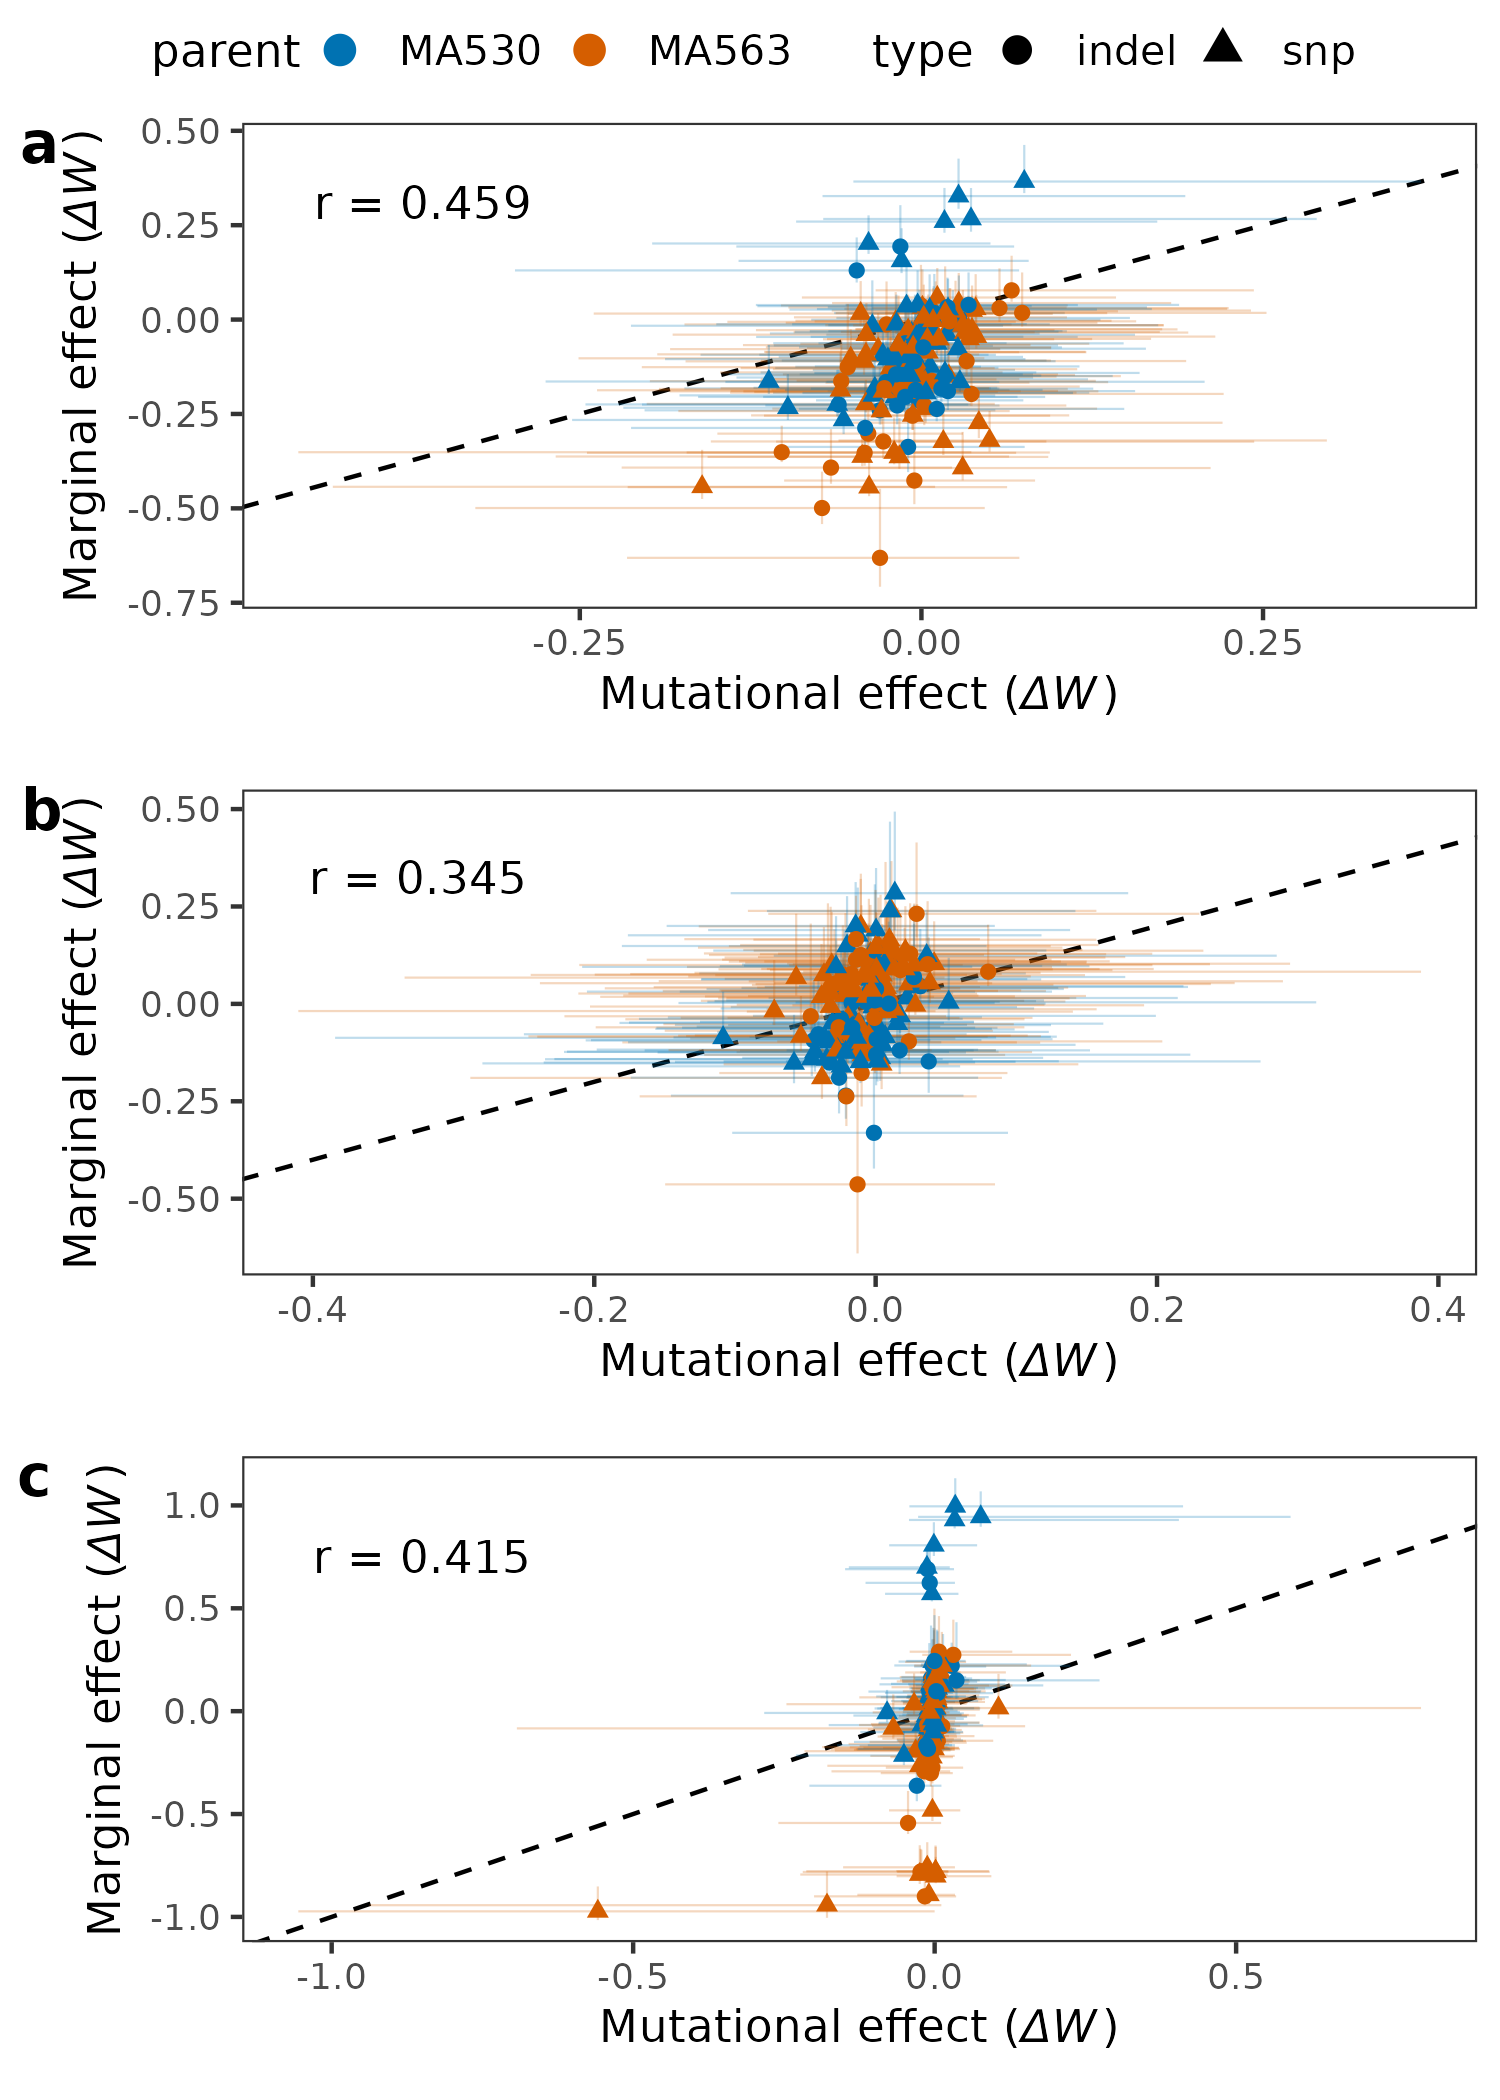 parent MA530 MA563 type indel snp
a
Marginal effect (ΔW)
0.50
0.25
0.00
-0.25
-0.50
-0.75
r = 0.459
-0.25 0.00 0.25
Mutational effect (ΔW)
b
Marginal effect (ΔW)
0.50
0.25
0.00
-0.25
-0.50
r = 0.345
-0.4 -0.2 0.0 0.2 0.4
Mutational effect (ΔW)
c
Marginal effect (ΔW)
1.0
0.5
0.0
-0.5
-1.0
r = 0.415
-1.0 -0.5 0.0 0.5
Mutational effect (ΔW)